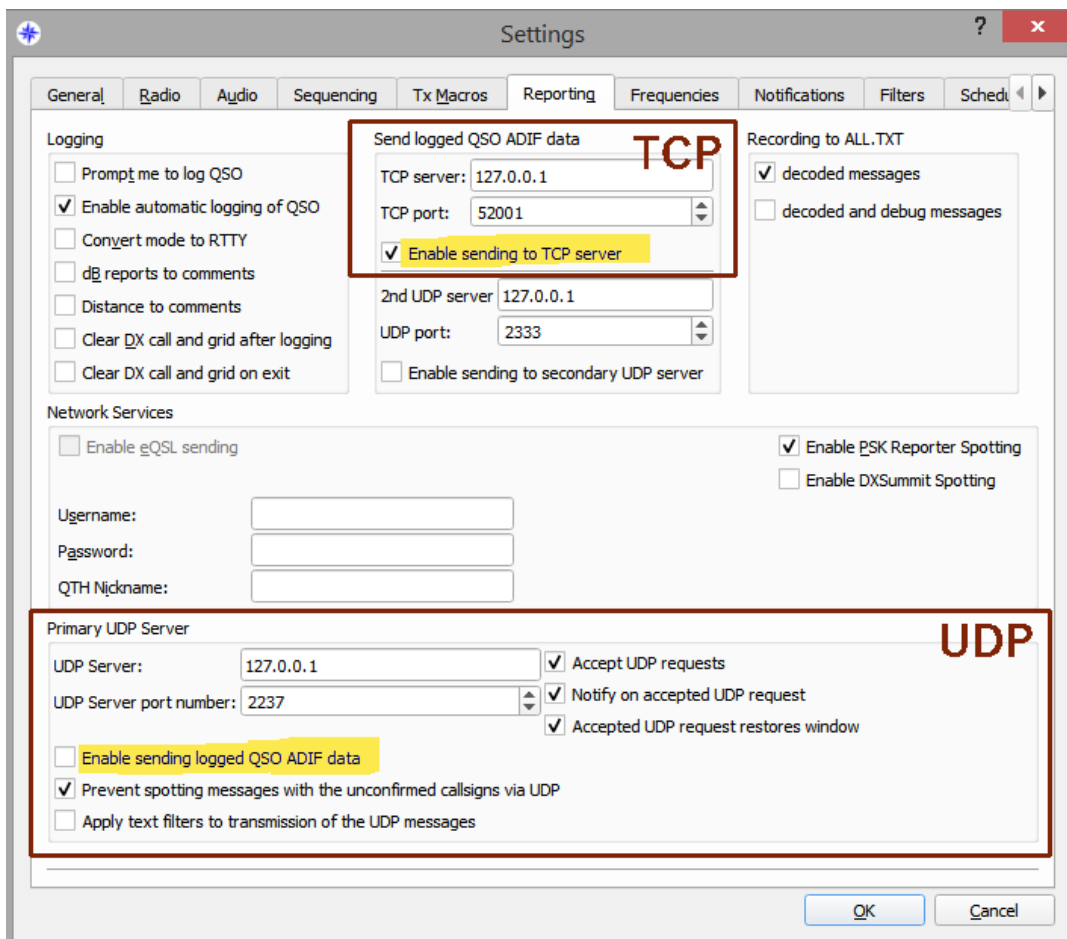 Settings
?
x
General
Radio
Audio
Sequencing
Tx Macros
Reporting
Frequencies
Notifications
Filters
Logging
Prompt me to log QSO
Enable automatic logging of QSO
Convert mode to RTTY
dB reports to comments
Distance to comments
Clear DX call and grid after logging
Clear DX call and grid on exit
Send logged QSO ADIF data
TCP
TCP server: 127.0.0.1
TCP port: 52001
Enable sending to TCP server
2nd UDP server 127.0.0.1
UDP port: 2333
Enable sending to secondary UDP server
Recording to ALL.TXT
decoded messages
decoded and debug messages
Network Services
Enable eQSL sending
Enable PSK Reporter Spotting
Enable DXSummit Spotting
Username:
Password:
QTH Nickname:
Primary UDP Server
UDP
UDP Server: 127.0.0.1
UDP Server port number: 2237
Accept UDP requests
Notify on accepted UDP request
Accepted UDP request restores window
Enable sending logged QSO ADIF data
Prevent spotting messages with the unconfirmed callsigns via UDP
Apply text filters to transmission of the UDP messages
OK
Cancel